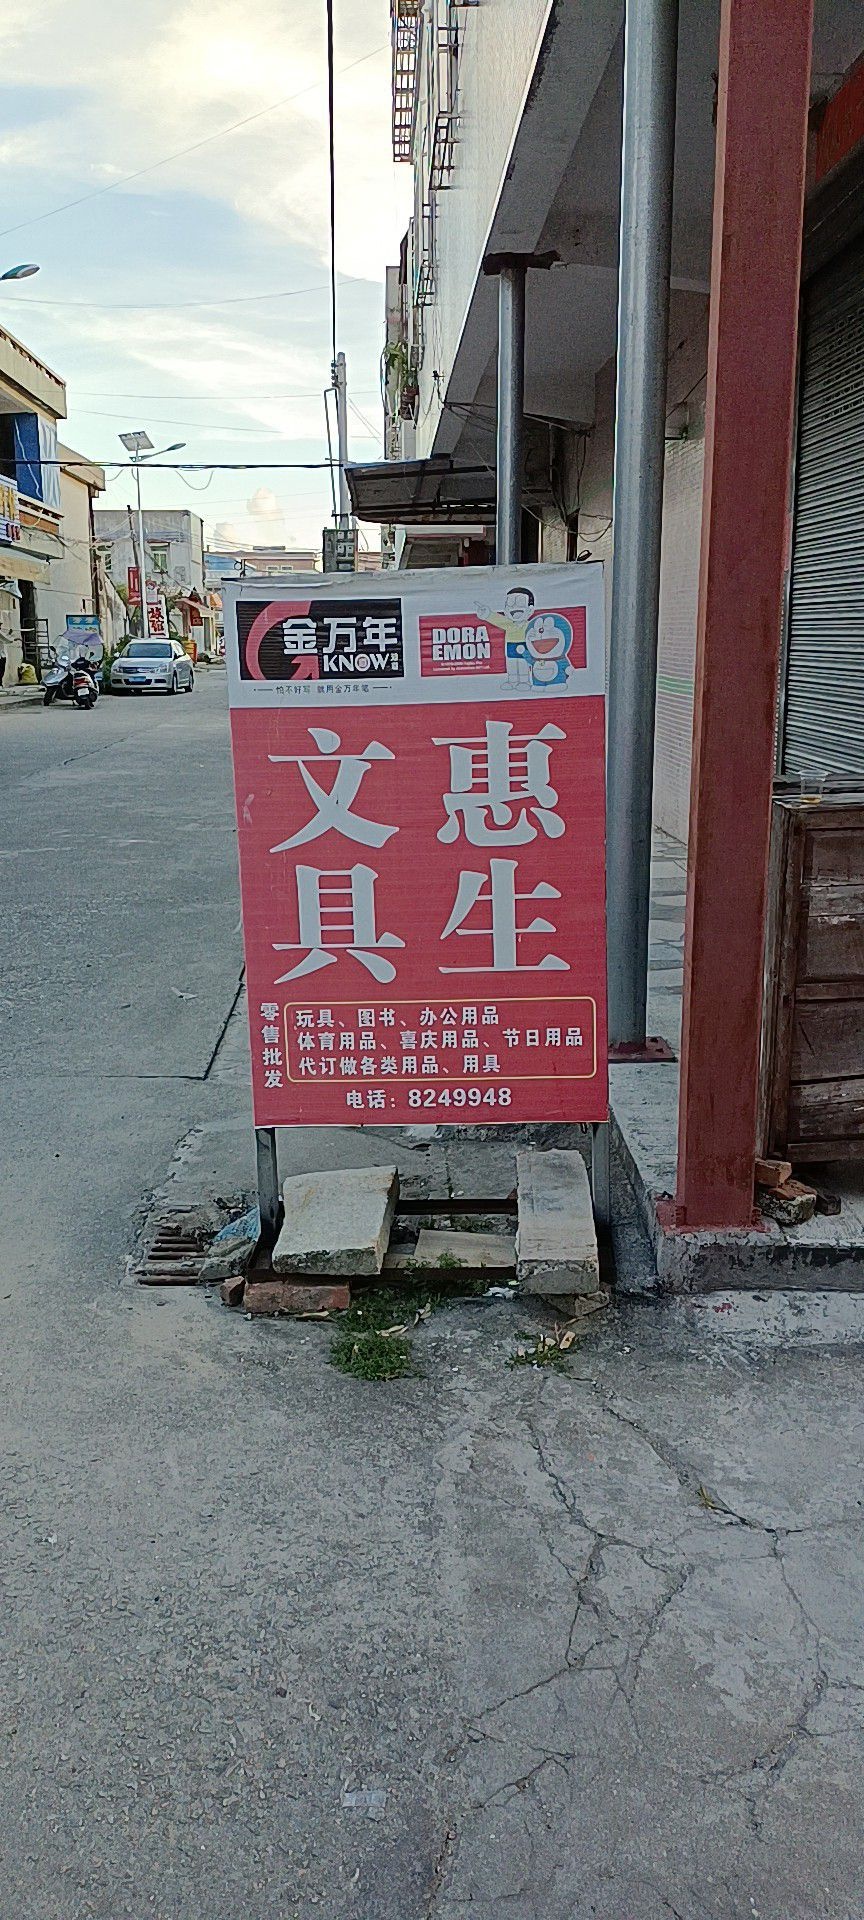 金万年
KNOW
DORA
EMON
怕不好写 就用金万年笔
惠生
文具
零售批发
玩具、图书、办公用品
体育用品、喜庆用品、节日用品
代订做各类用品、用具
电话：8249948